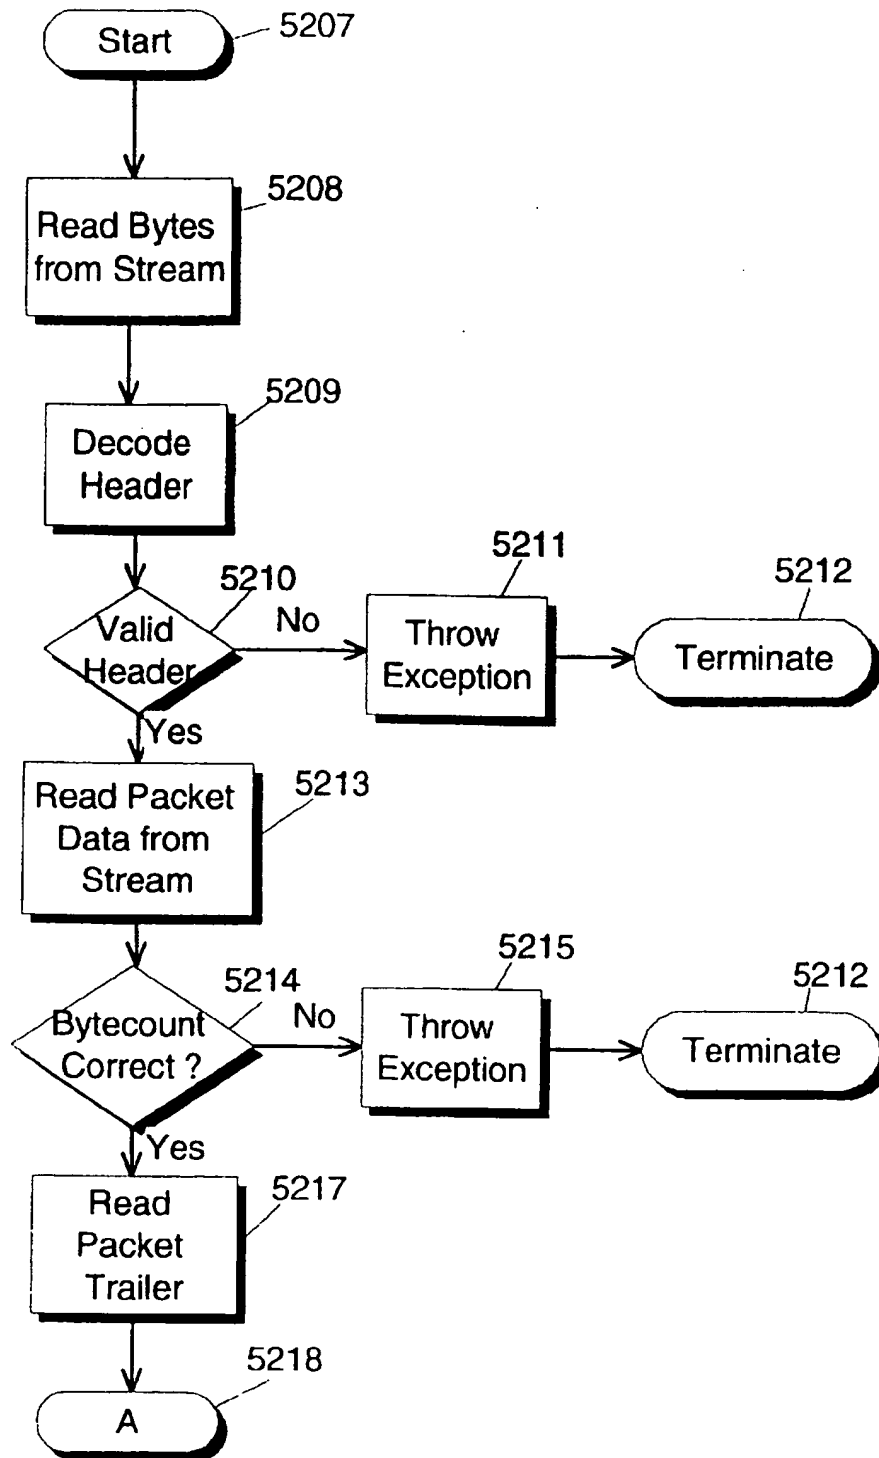 Start
5207
5208
Read Bytes
from Stream
5209
Decode
Header
5210
Valid
Header
No
5211
Throw
Exception
5212
Terminate
Yes
5213
Read Packet
Data from
Stream
5214
Bytecount
Correct ?
No
5215
Throw
Exception
5212
Terminate
Yes
5217
Read
Packet
Trailer
5218
A